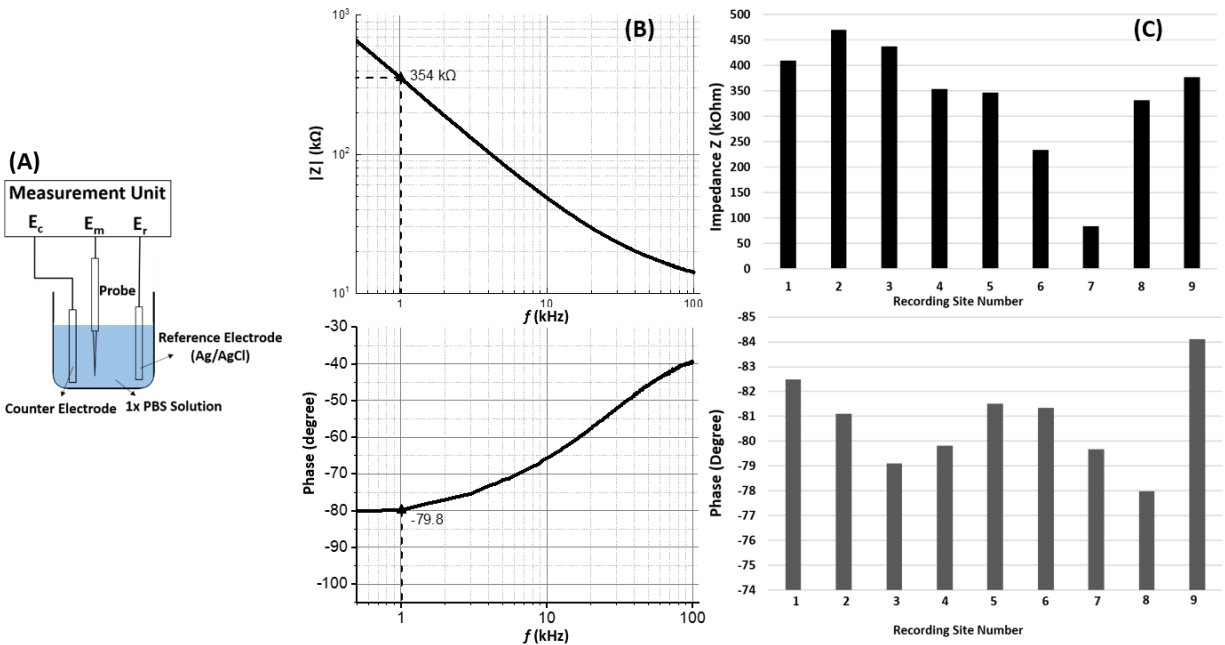 (A)
Measurement Unit
Ec Em Er
Probe
Reference Electrode
(Ag/AgCl)
Counter Electrode
1x PBS Solution
(B)
10³
10²
10¹
|Z| (kΩ)
354 kΩ
1 10 100
f (kHz)
-30
-40
-50
-60
-70
-80
-90
-100
Phase (degree)
-79.8
1 10 100
f (kHz)
(C)
500
450
400
350
300
250
200
150
100
50
0
Impedance Z (kOhm)
1 2 3 4 5 6 7 8 9
Recording Site Number
-85
-84
-83
-82
-81
-80
-79
-78
-77
-76
-75
-74
Phase (Degree)
1 2 3 4 5 6 7 8 9
Recording Site Number